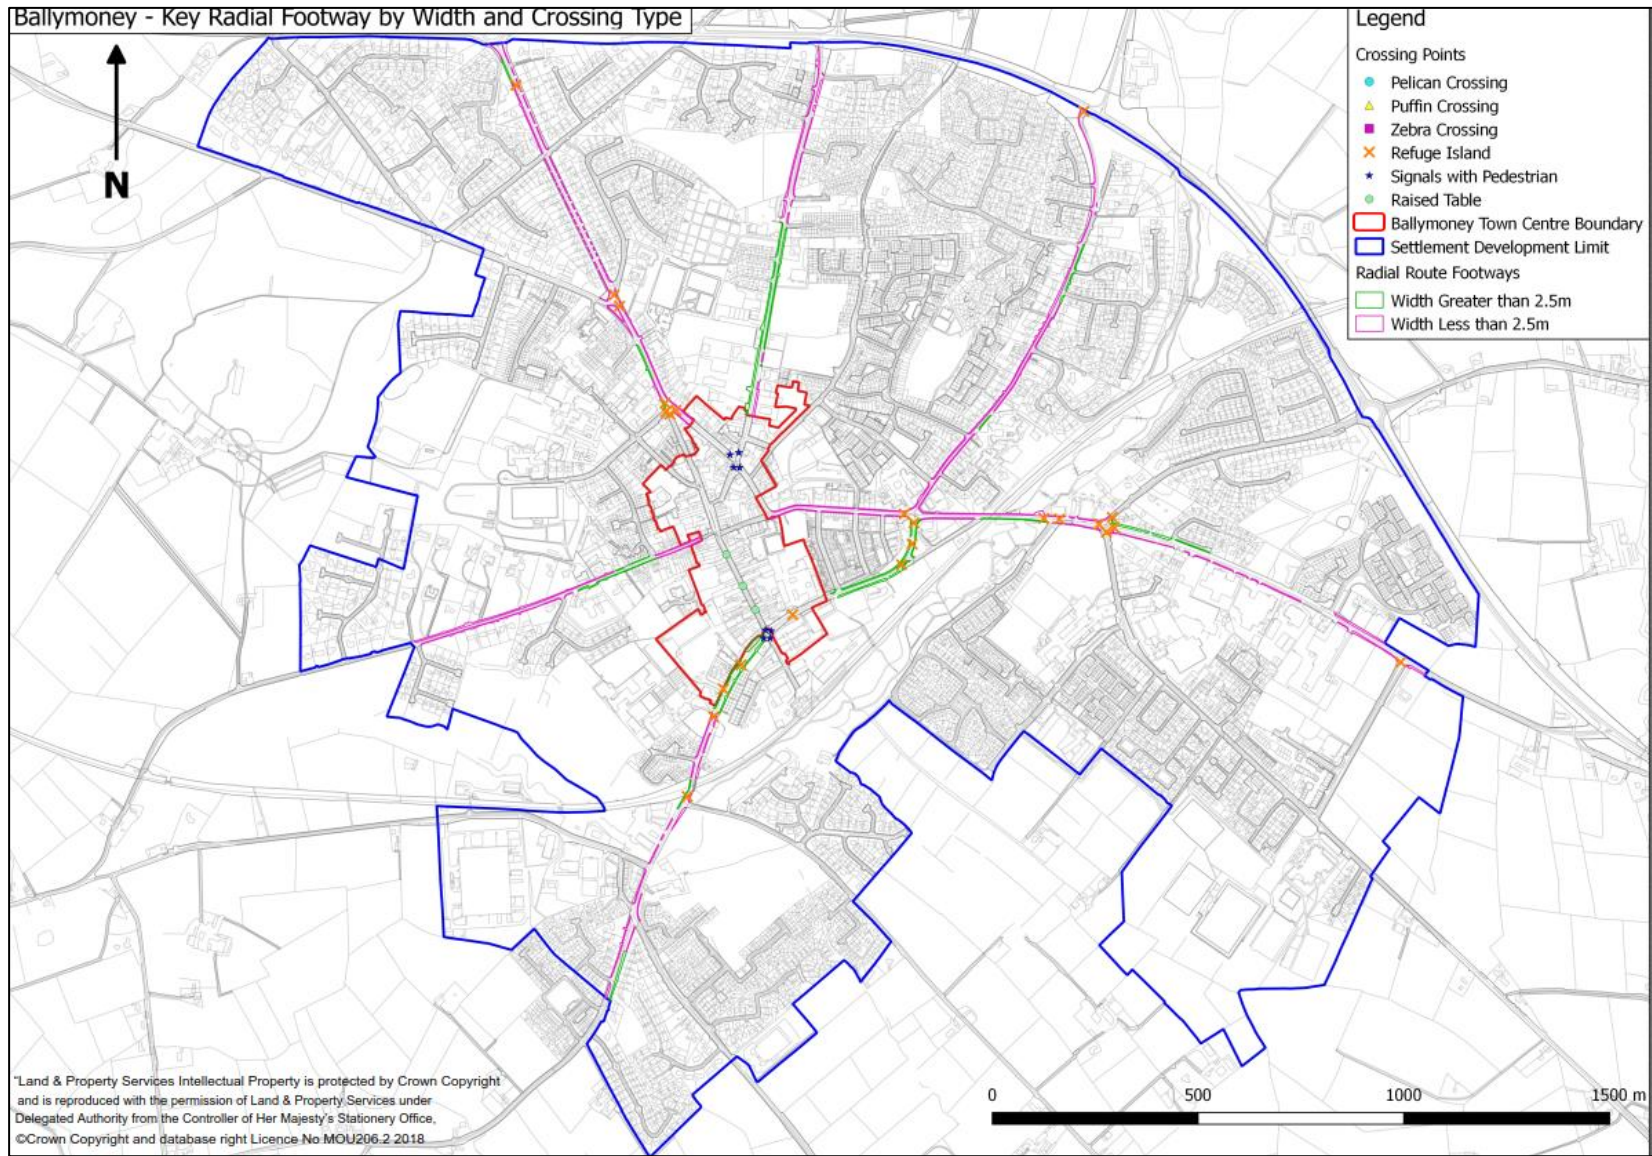 Ballymoney - Key Radial Footway by Width and Crossing Type
N
Legend
Crossing Points
Pelican Crossing
Puffin Crossing
Zebra Crossing
Refuge Island
Signals with Pedestrian
Raised Table
Ballymoney Town Centre Boundary
Settlement Development Limit
Radial Route Footways
Width Greater than 2.5m
Width Less than 2.5m
"Land & Property Services Intellectual Property is protected by Crown Copyright
and is reproduced with the permission of Land & Property Services under
Delegated Authority from the Controller of Her Majesty's Stationery Office,
©Crown Copyright and database right Licence No MOU206.2 2018
0 500 1000 1500 m